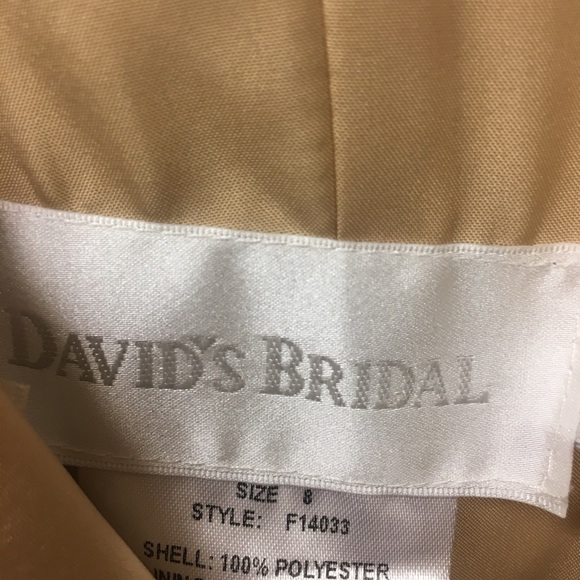 DAVID'S BRIDAL
SIZE 8
STYLE: F14033
SHELL: 100% POLYESTER